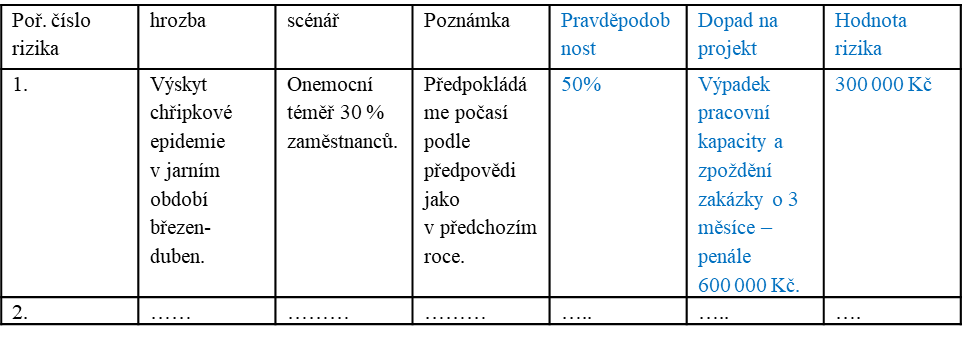 Poř. číslo
rizika
hrozba
scénář
Poznámka
Pravděpodob
nost
Dopad na
projekt
Hodnota
rizika
1.
Výskyt
chřipkové
epidemie
v jarním
období
březen-
duben.
Onemocní
téměř 30 %
zaměstnanců.
Předpokládá
me počasí
podle
předpovědi
jako
v předchozím
roce.
50%
Výpadek
pracovní
kapacity a
zpoždění
zakázky o 3
měsíce –
penále
600 000 Kč.
300 000 Kč
2.
……
………
………
…..
…..
….